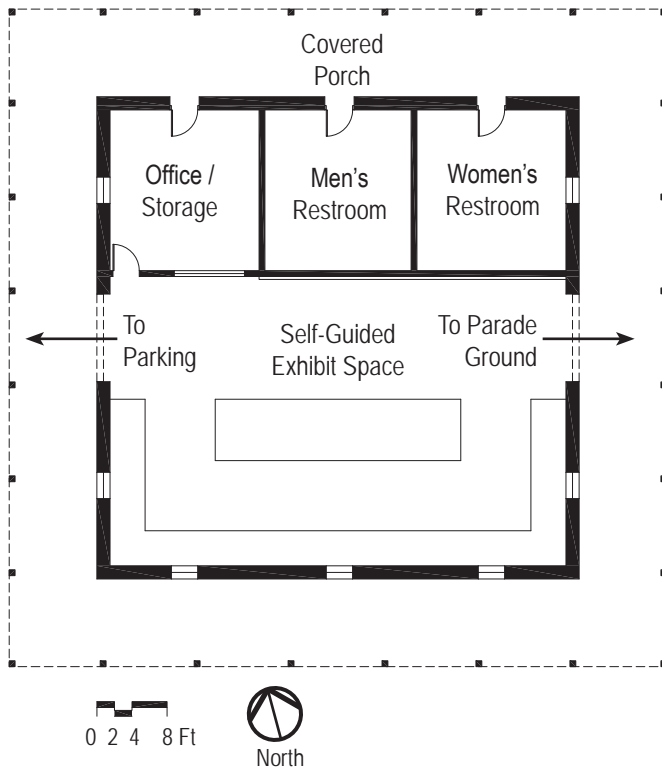 Covered
Porch
Office /
Storage
Men's
Restroom
Women's
Restroom
To
Parking
Self-Guided
Exhibit Space
To Parade
Ground
0 2 4 8 Ft
North